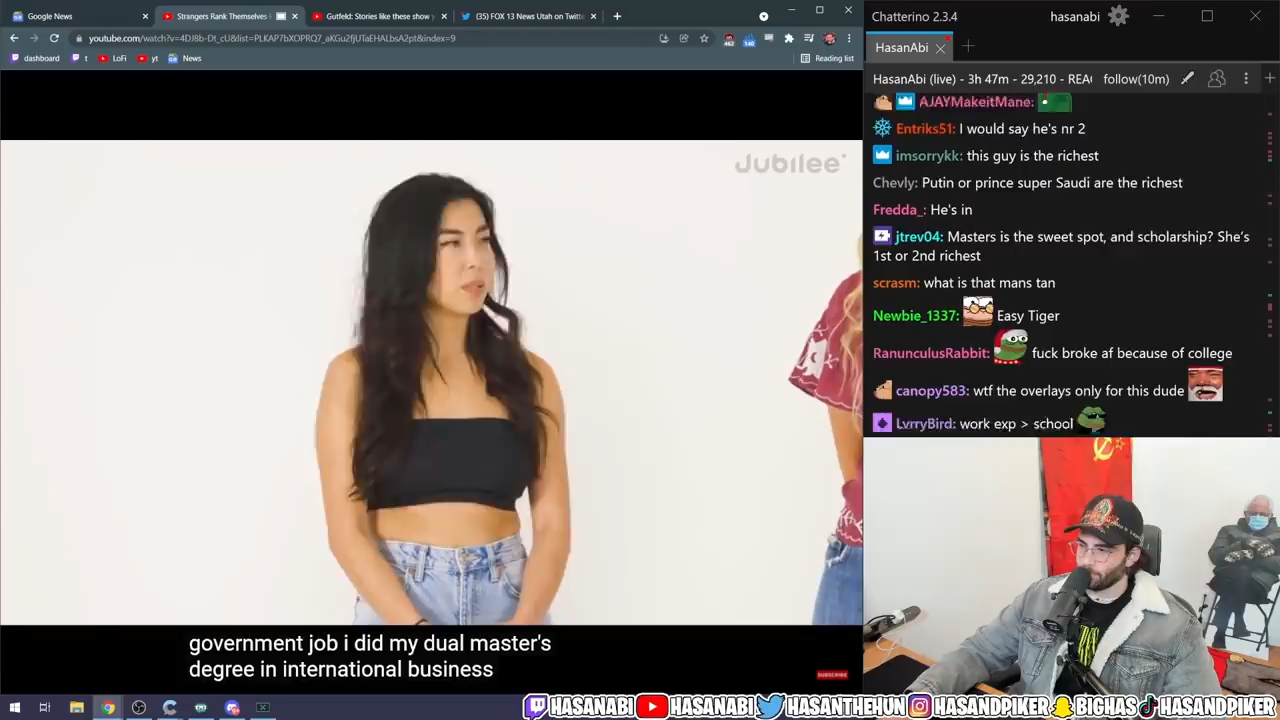 Google News
Strangers Rank Themselves
Gutfeld: Stories like these show
(35) FOX 13 News Utah on Twitte
youtube.com/watch?v=4DJ8b-Dt_cU&list=PLKAP7bXOPRQ7_aKGu2fjUTaEHALbsA2pt&index=9
dashboard
t
LoFi
yt
News
Reading list
Jubilee
government job i did my dual master's
degree in international business
SUBSCRIBE
Chatterino 2.3.4
hasanabi
HasanAbi
HasanAbi (live) - 3h 47m - 29,210 - REA
follow(10m)
AJAYMakeitMane:
Entriks51: I would say he's nr 2
imsorrykk: this guy is the richest
Chevly: Putin or prince super Saudi are the richest
Fredda_: He's in
jtrev04: Masters is the sweet spot, and scholarship? She's
1st or 2nd richest
scrasm: what is that mans tan
Newbie_1337: Easy Tiger
RanunculusRabbit: fuck broke af because of college
canopy583: wtf the overlays only for this dude
LvrryBird: work exp > school
HASANABI
HASANABI
HASANTHEHUN
HASANDPIKER
BIGHAS
HASANDPIKER